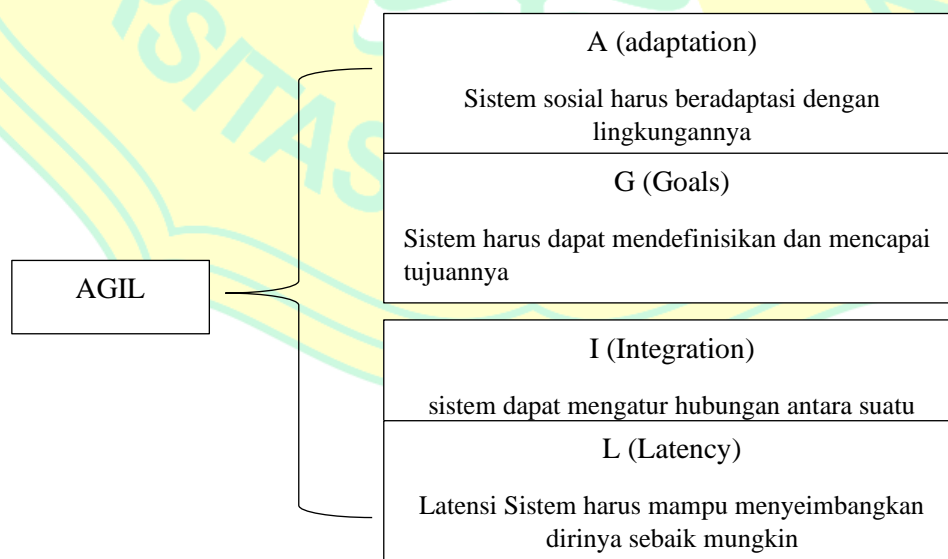 A (adaptation)
Sistem sosial harus beradaptasi dengan
lingkungannya
G (Goals)
Sistem harus dapat mendefinisikan dan mencapai
tujuannya
AGIL
I (Integration)
sistem dapat mengatur hubungan antara suatu
L (Latency)
Latensi Sistem harus mampu menyeimbangkan
dirinya sebaik mungkin